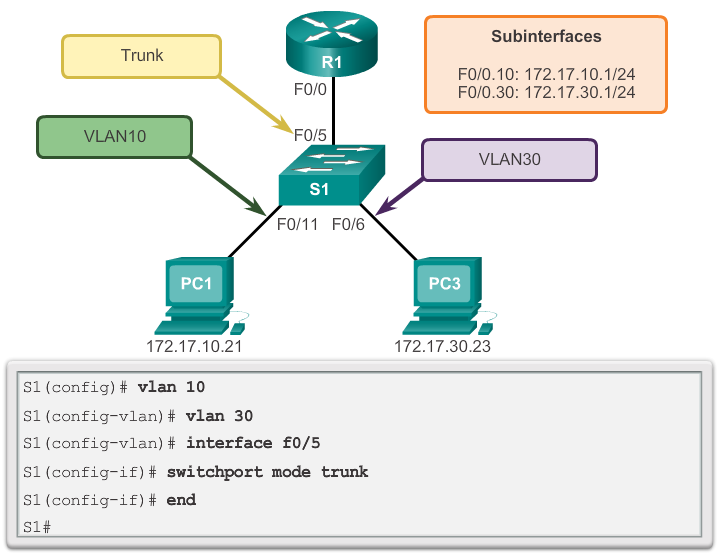 Trunk
R1
Subinterfaces
F0/0.10: 172.17.10.1/24
F0/0.30: 172.17.30.1/24
F0/0
F0/5
VLAN10
VLAN30
S1
F0/11 F0/6
PC1
PC3
172.17.10.21
172.17.30.23
S1(config)# vlan 10
S1(config-vlan)# vlan 30
S1(config-vlan)# interface f0/5
S1(config-if)# switchport mode trunk
S1(config-if)# end
S1#